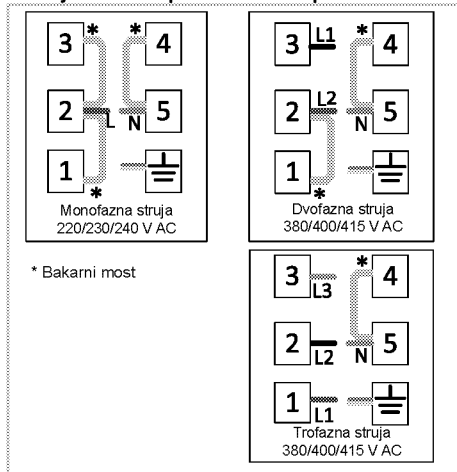 3 * * 4
2 L N 5
1 *
Monofazna struja
220/230/240 V AC
3 L1 * 4
2 L2 N 5
1 *
Dvofazna struja
380/400/415 V AC
* Bakarni most
3 L3 * 4
2 L2 N 5
1 L1
Trofazna struja
380/400/415 V AC